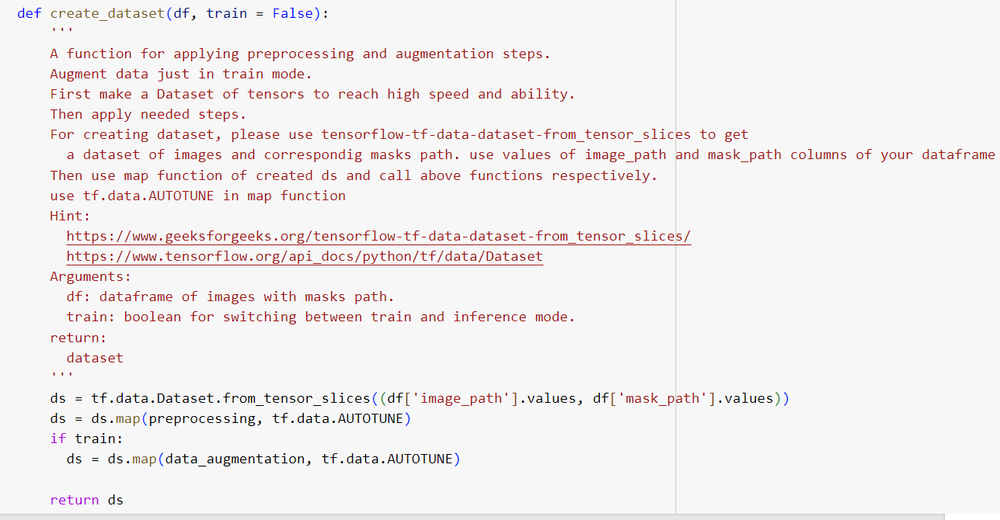 def create_dataset(df, train = False):
    '''
    A function for applying preprocessing and augmentation steps.
    Augment data just in train mode.
    First make a Dataset of tensors to reach high speed and ability.
    Then apply needed steps.
    For creating dataset, please use tensorflow-tf-data-dataset-from_tensor_slices to get
      a dataset of images and correspondig masks path. use values of image_path and mask_path columns of your dataframe
    Then use map function of created ds and call above functions respectively.
    use tf.data.AUTOTUNE in map function
    Hint:
      https://www.geeksforgeeks.org/tensorflow-tf-data-dataset-from_tensor_slices/
      https://www.tensorflow.org/api_docs/python/tf/data/Dataset
    Arguments:
      df: dataframe of images with masks path.
      train: boolean for switching between train and inference mode.
    return:
      dataset
    '''
    ds = tf.data.Dataset.from_tensor_slices((df['image_path'].values, df['mask_path'].values))
    ds = ds.map(preprocessing, tf.data.AUTOTUNE)
    if train:
      ds = ds.map(data_augmentation, tf.data.AUTOTUNE)
    return ds